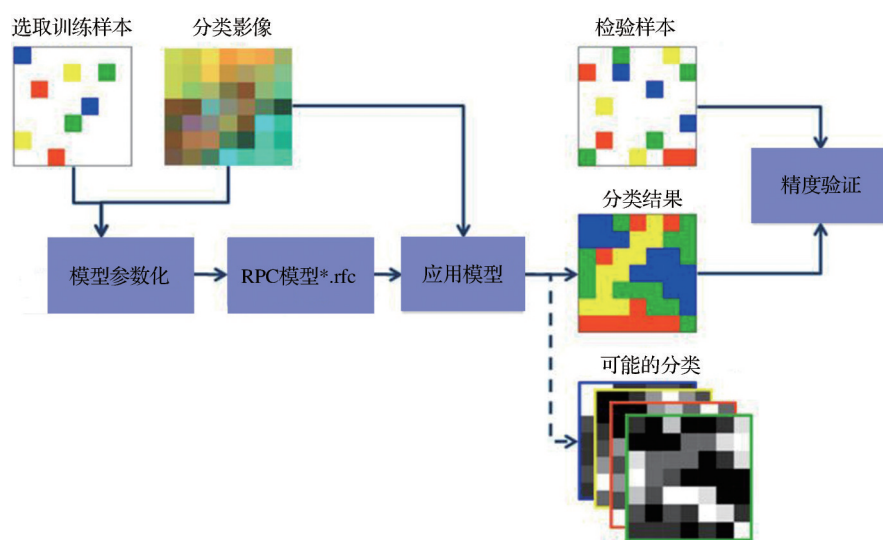 选取训练样本
分类影像
检验样本
精度验证
分类结果
模型参数化
RPC模型*.rfc
应用模型
可能的分类